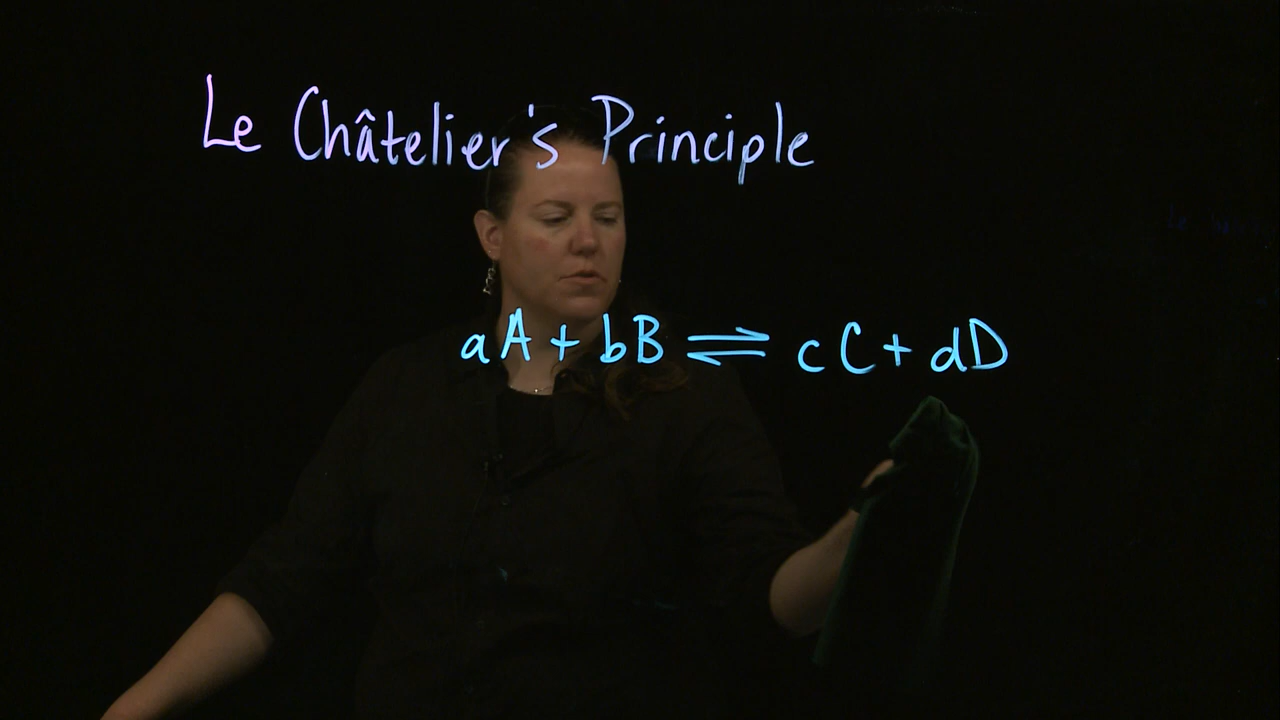 Le Châtelier's Principle
aA + bB ⇌ cC + dD